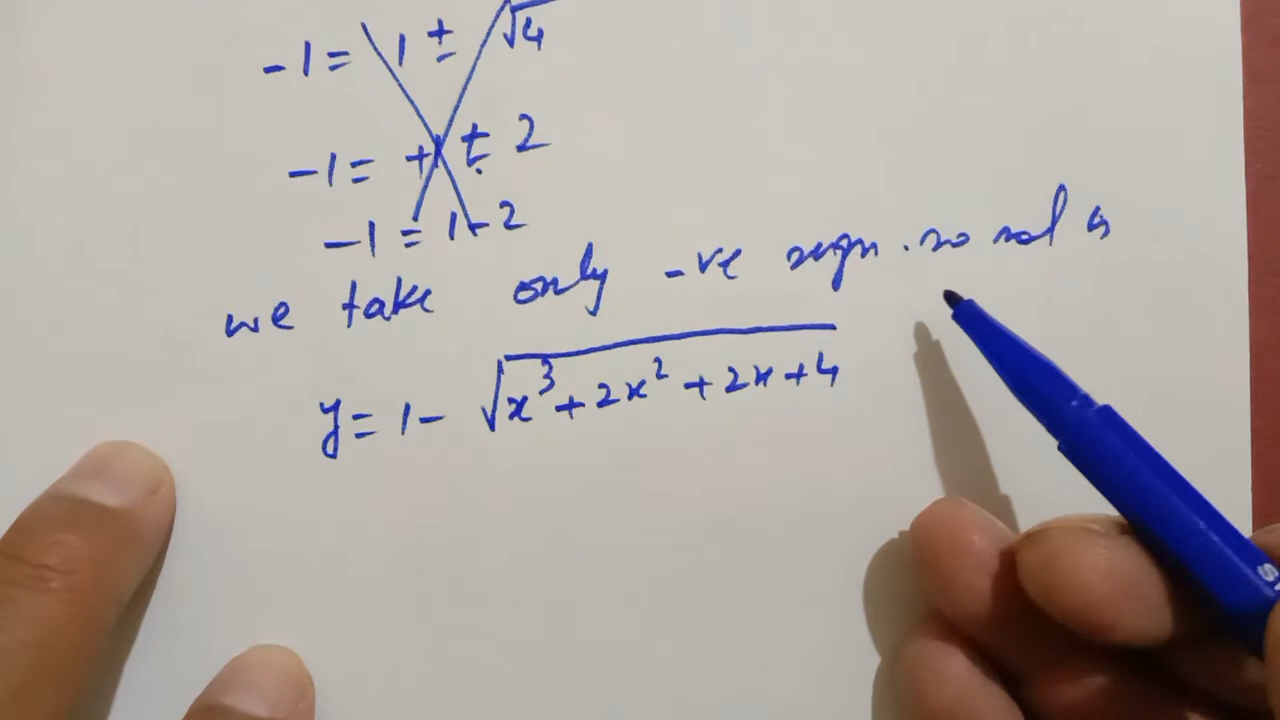 -1 = 1 ± √4
-1 = +1 ± 2
-1 = 1-2
we take only -ve sign. so sol is
y = 1 - √x³+2x²+2x+4